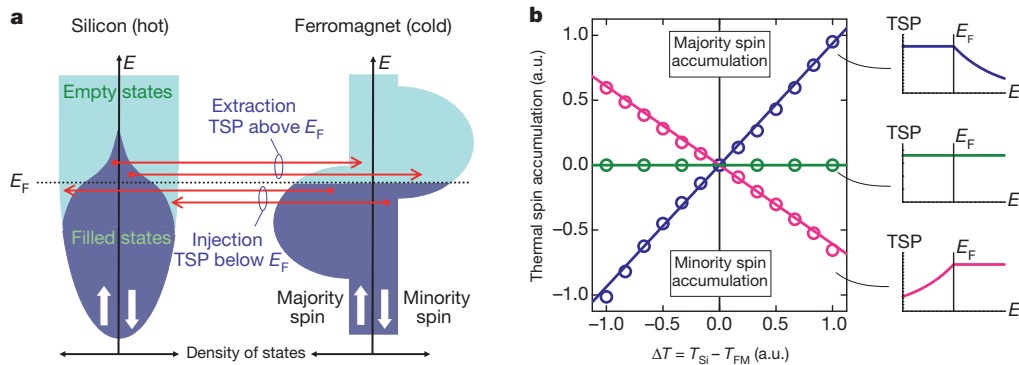 a
Silicon (hot)
Ferromagnet (cold)
E
E
Empty states
Extraction
TSP above E_F
E_F
Filled states
Injection
TSP below E_F
Majority
spin
Minority
spin
Density of states
b
Thermal spin accumulation (a.u.)
1.0
0.5
0.0
−0.5
−1.0
Majority spin
accumulation
Minority spin
accumulation
−1.0 −0.5 0.0 0.5 1.0
ΔT = T_Si − T_FM (a.u.)
TSP
E_F
E
TSP
E_F
E
TSP
E_F
E